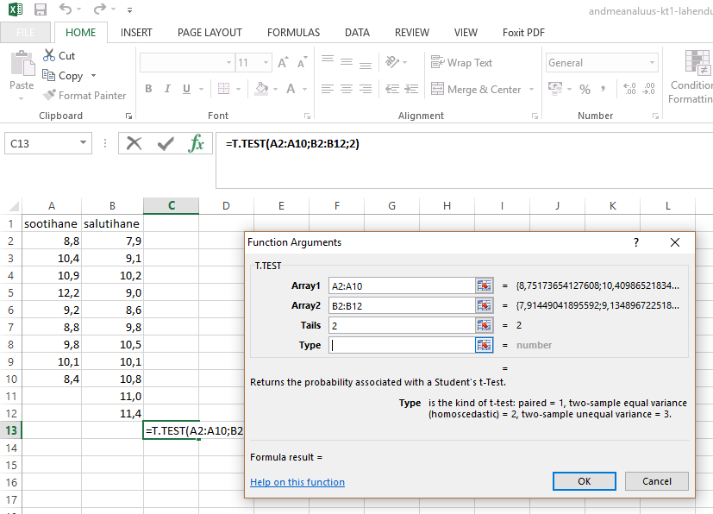 andmeanaluus-kt1-lahendu
FILE HOME INSERT PAGE LAYOUT FORMULAS DATA REVIEW VIEW Foxit PDF
Paste
Cut
Copy
Format Painter
Clipboard
11 A A
B I U A
Font
Wrap Text
Merge & Center
Alignment
General
% , ,00
Number
Condition
Formatting
C13 fx =T.TEST(A2:A10;B2:B12;2)
A B C D E F G H I J K L
1 sootihane salutihane
2 8,8 7,9
3 10,4 9,1
4 10,9 10,2
5 12,2 9,0
6 9,2 8,6
7 8,8 9,8
8 9,8 10,5
9 10,1 10,1
10 8,4 10,8
11 11,0
12 11,4
13 =T.TEST(A2:A10;B2
14
15
16
17
Function Arguments ? X
T.TEST
Array1 A2:A10 = {8,75173654127608;10,40986521834...
Array2 B2:B12 = {7,91449041895592;9,134896722518...
Tails 2 = 2
Type = number
=
Returns the probability associated with a Student's t-Test.
Type is the kind of t-test: paired = 1, two-sample equal variance
(homoscedastic) = 2, two-sample unequal variance = 3.
Formula result =
Help on this function OK Cancel